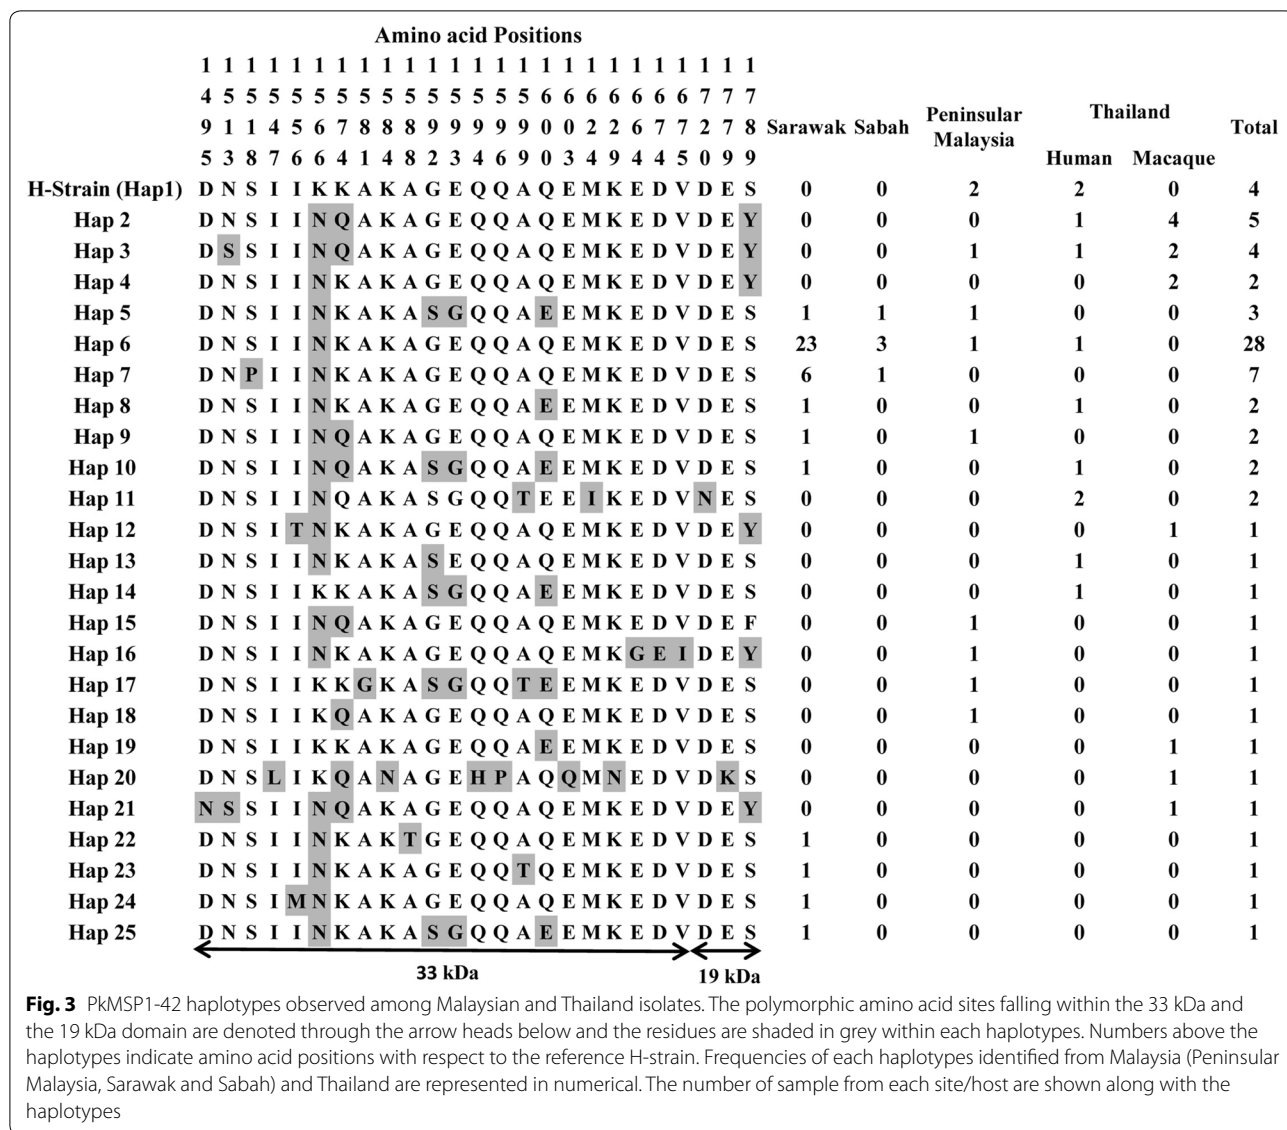 Amino acid Positions
1 1 1 1 1 1 1 1 1 1 1 1 1 1 1 1 1 1 1 1 1 1 1 1 1
4 5 5 5 5 5 5 5 5 5 5 5 5 5 5 6 6 6 6 6 6 6 7 7 7
9 1 1 4 5 6 7 8 8 8 9 9 9 9 9 0 0 2 2 6 7 7 2 7 8 Sarawak Sabah Peninsular Malaysia Thailand Total
5 3 8 7 6 6 4 1 4 8 2 3 4 6 9 0 3 4 9 6 4 5 0 9 9 Human Macaque
H-Strain (Hap1) D N S I I K K A K A G E Q Q A Q E M K E D V D E S 0 0 2 2 0 4
Hap 2 D N S I I N Q A K A G E Q Q A Q E M K E D V D E Y 0 0 0 1 4 5
Hap 3 D S S I I N Q A K A G E Q Q A Q E M K E D V D E Y 0 0 1 1 2 4
Hap 4 D N S I I N K A K A G E Q Q A Q E M K E D V D E Y 0 0 0 0 2 2
Hap 5 D N S I I N K A K A S G Q Q A E E M K E D V D E S 1 1 1 0 0 3
Hap 6 D N S I I N K A K A G E Q Q A Q E M K E D V D E S 23 3 1 1 0 28
Hap 7 D N P I I N K A K A G E Q Q A Q E M K E D V D E S 6 1 0 0 0 7
Hap 8 D N S I I N K A K A G E Q Q A E E M K E D V D E S 1 0 0 1 0 2
Hap 9 D N S I I N Q A K A G E Q Q A Q E M K E D V D E S 1 0 1 0 0 2
Hap 10 D N S I I N Q A K A S G Q Q A E E M K E D V D E S 1 0 0 1 0 2
Hap 11 D N S I I N Q A K A S G Q Q T E E I K E D V N E S 0 0 0 2 0 2
Hap 12 D N S I T N K A K A G E Q Q A Q E M K E D V D E Y 0 0 0 0 1 1
Hap 13 D N S I I N K A K A S E Q Q A Q E M K E D V D E S 0 0 0 1 0 1
Hap 14 D N S I I K K A K A S G Q Q A E E M K E D V D E S 0 0 0 1 0 1
Hap 15 D N S I I N Q A K A G E Q Q A Q E M K E D V D E F 0 0 1 0 0 1
Hap 16 D N S I I N K A K A G E Q Q A Q E M K G E I D E Y 0 0 1 0 0 1
Hap 17 D N S I I K K G K A S G Q Q T E E M K E D V D E S 0 0 1 0 0 1
Hap 18 D N S I I K Q A K A G E Q Q A Q E M K E D V D E S 0 0 1 0 0 1
Hap 19 D N S I I K K A K A G E Q Q A E E M K E D V D E S 0 0 0 0 1 1
Hap 20 D N S L I K Q A N A G E H P A Q Q M N E D V D K S 0 0 0 0 1 1
Hap 21 N S S I I N Q A K A G E Q Q A Q E M K E D V D E Y 0 0 0 0 1 1
Hap 22 D N S I I N K A K T G E Q Q A Q E M K E D V D E S 1 0 0 0 0 1
Hap 23 D N S I I N K A K A G E Q Q T Q E M K E D V D E S 1 0 0 0 0 1
Hap 24 D N S I M N K A K A G E Q Q A Q E M K E D V D E S 1 0 0 0 0 1
Hap 25 D N S I I N K A K A S G Q Q A E E M K E D V D E S 1 0 0 0 0 1
33 kDa 19 kDa
Fig. 3 PkMSP1-42 haplotypes observed among Malaysian and Thailand isolates. The polymorphic amino acid sites falling within the 33 kDa and
the 19 kDa domain are denoted through the arrow heads below and the residues are shaded in grey within each haplotypes. Numbers above the
haplotypes indicate amino acid positions with respect to the reference H-strain. Frequencies of each haplotypes identified from Malaysia (Peninsular
Malaysia, Sarawak and Sabah) and Thailand are represented in numerical. The number of sample from each site/host are shown along with the
haplotypes